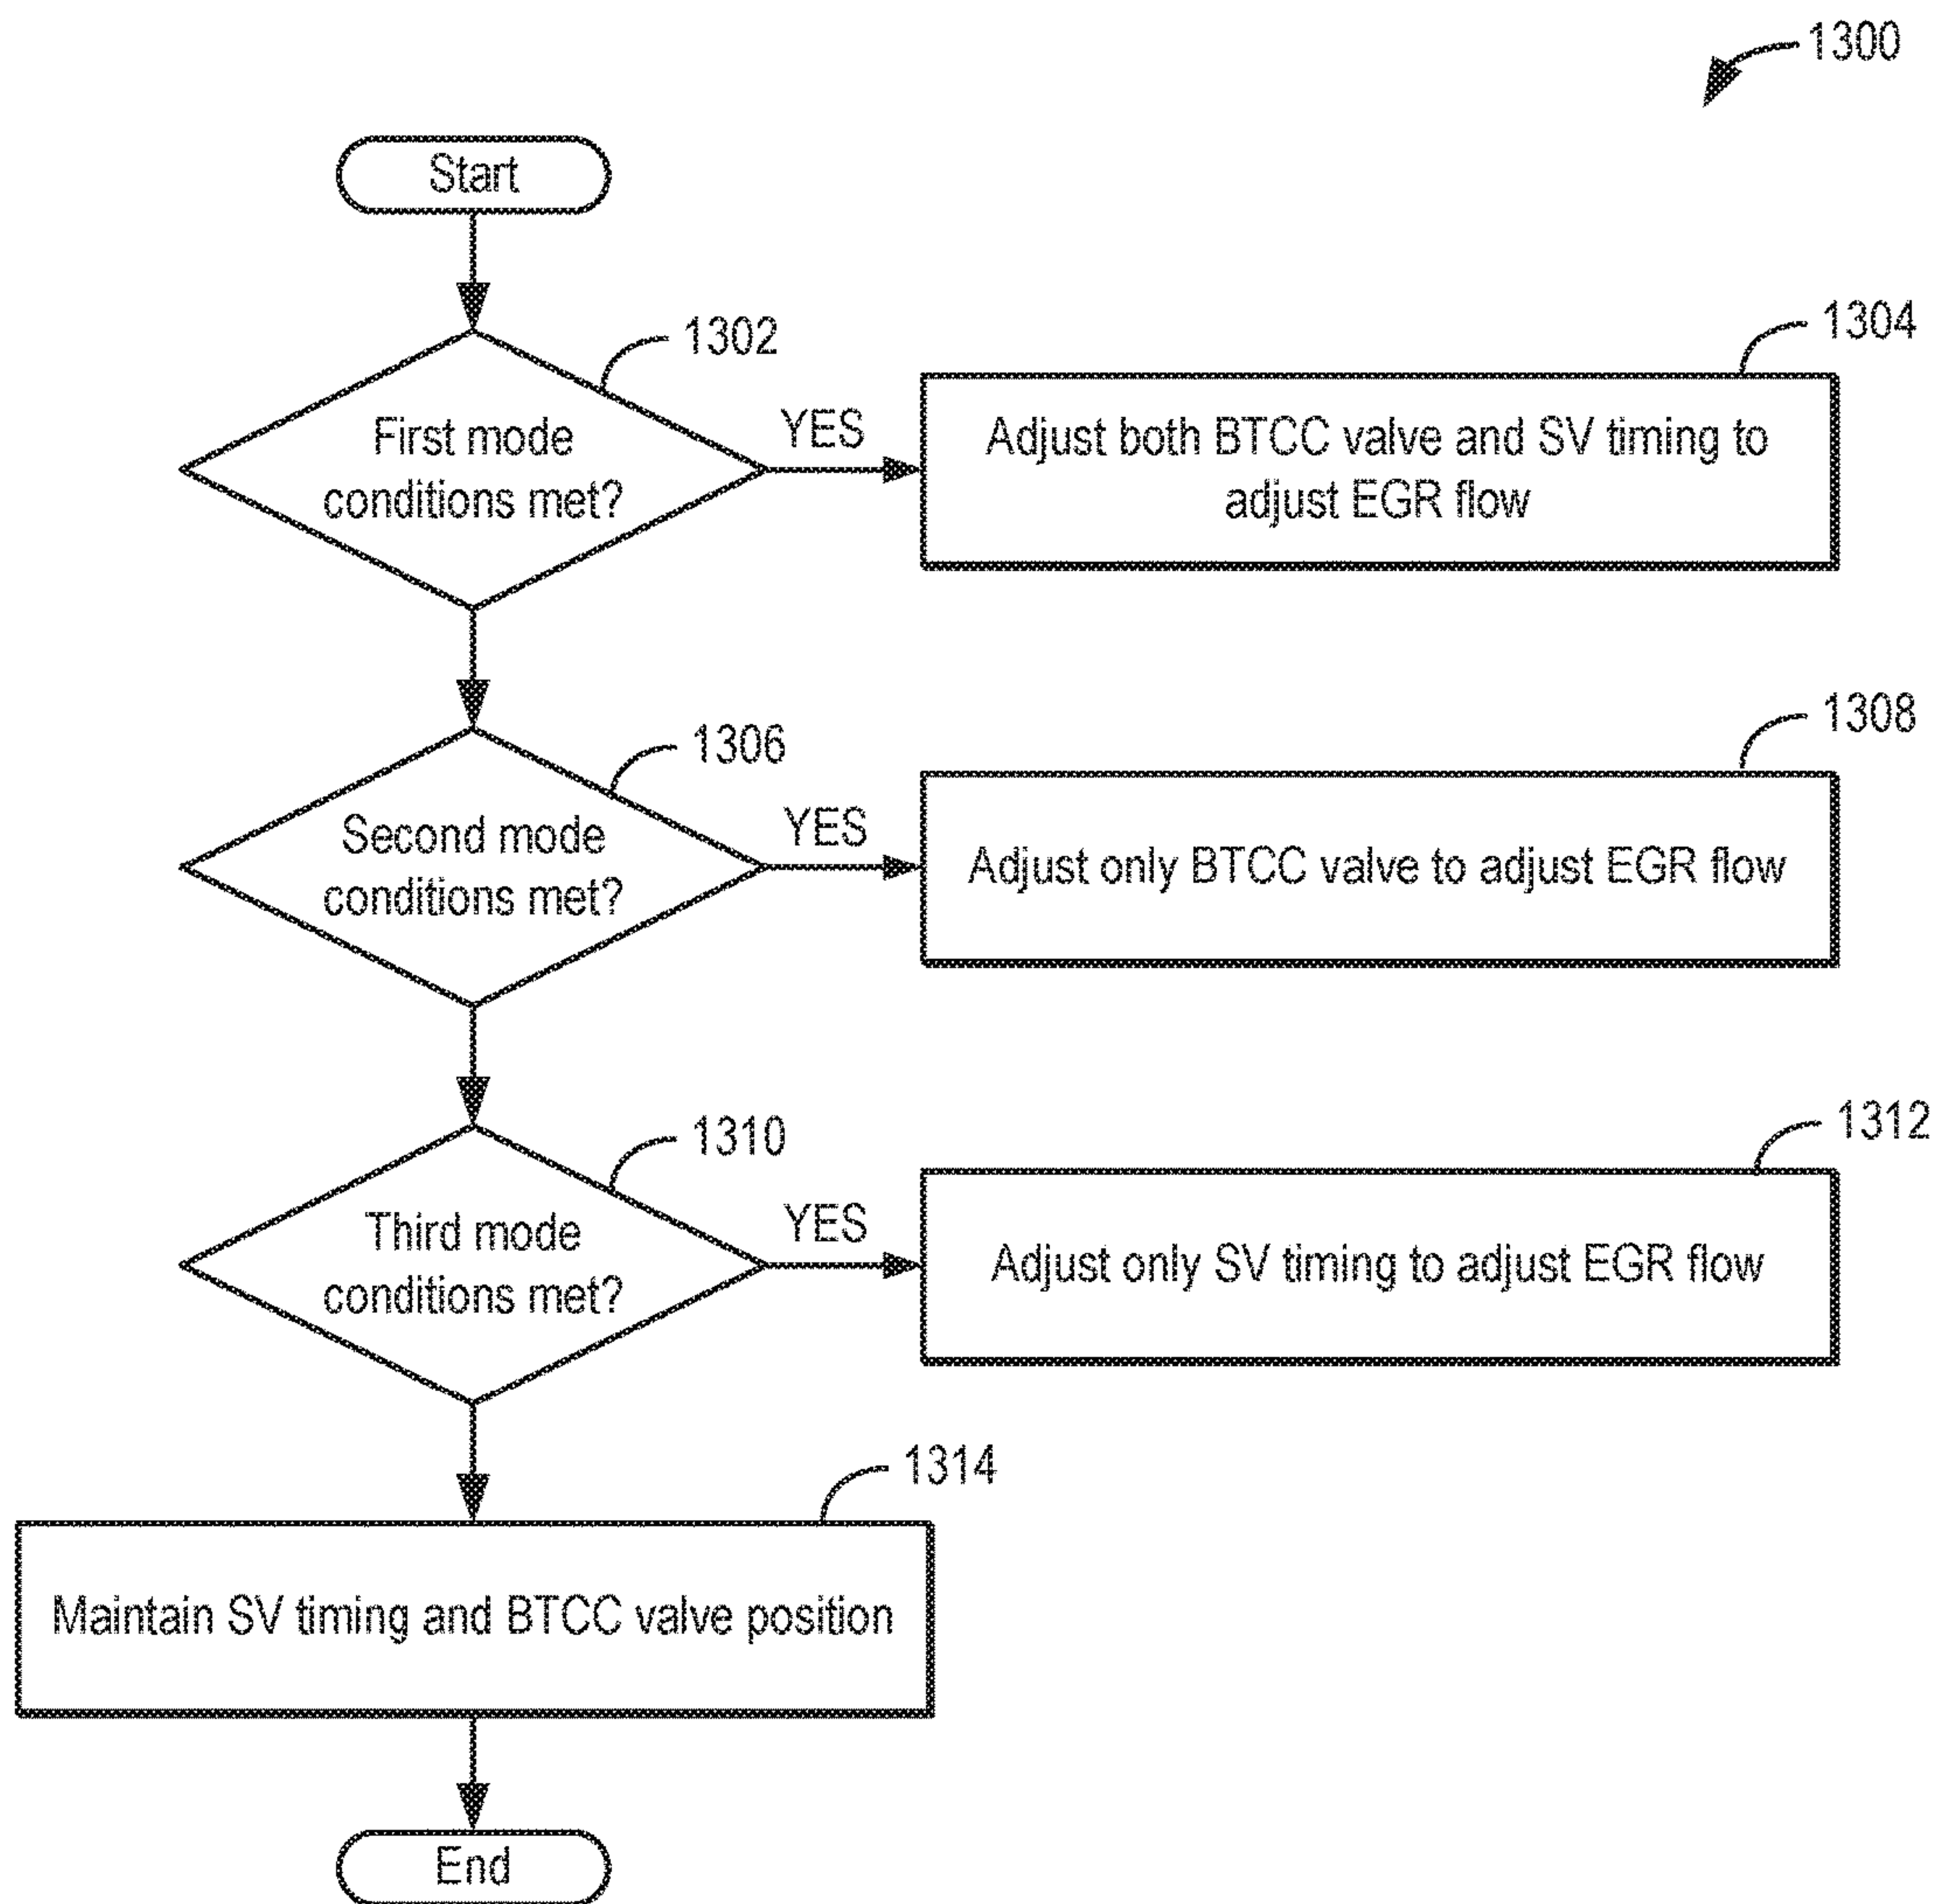 1300
Start
1302
First mode
conditions met?
YES
1304
Adjust both BTCC valve and SV timing to
adjust EGR flow
1306
Second mode
conditions met?
YES
1308
Adjust only BTCC valve to adjust EGR flow
1310
Third mode
conditions met?
YES
1312
Adjust only SV timing to adjust EGR flow
1314
Maintain SV timing and BTCC valve position
End